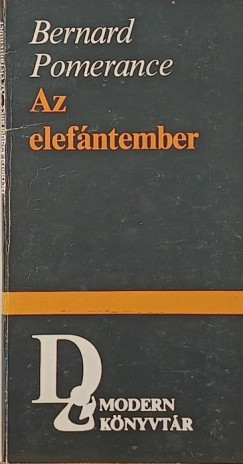 Bernard
Pomerance
Az
elefántember
MODERN
KÖNYVTÁR